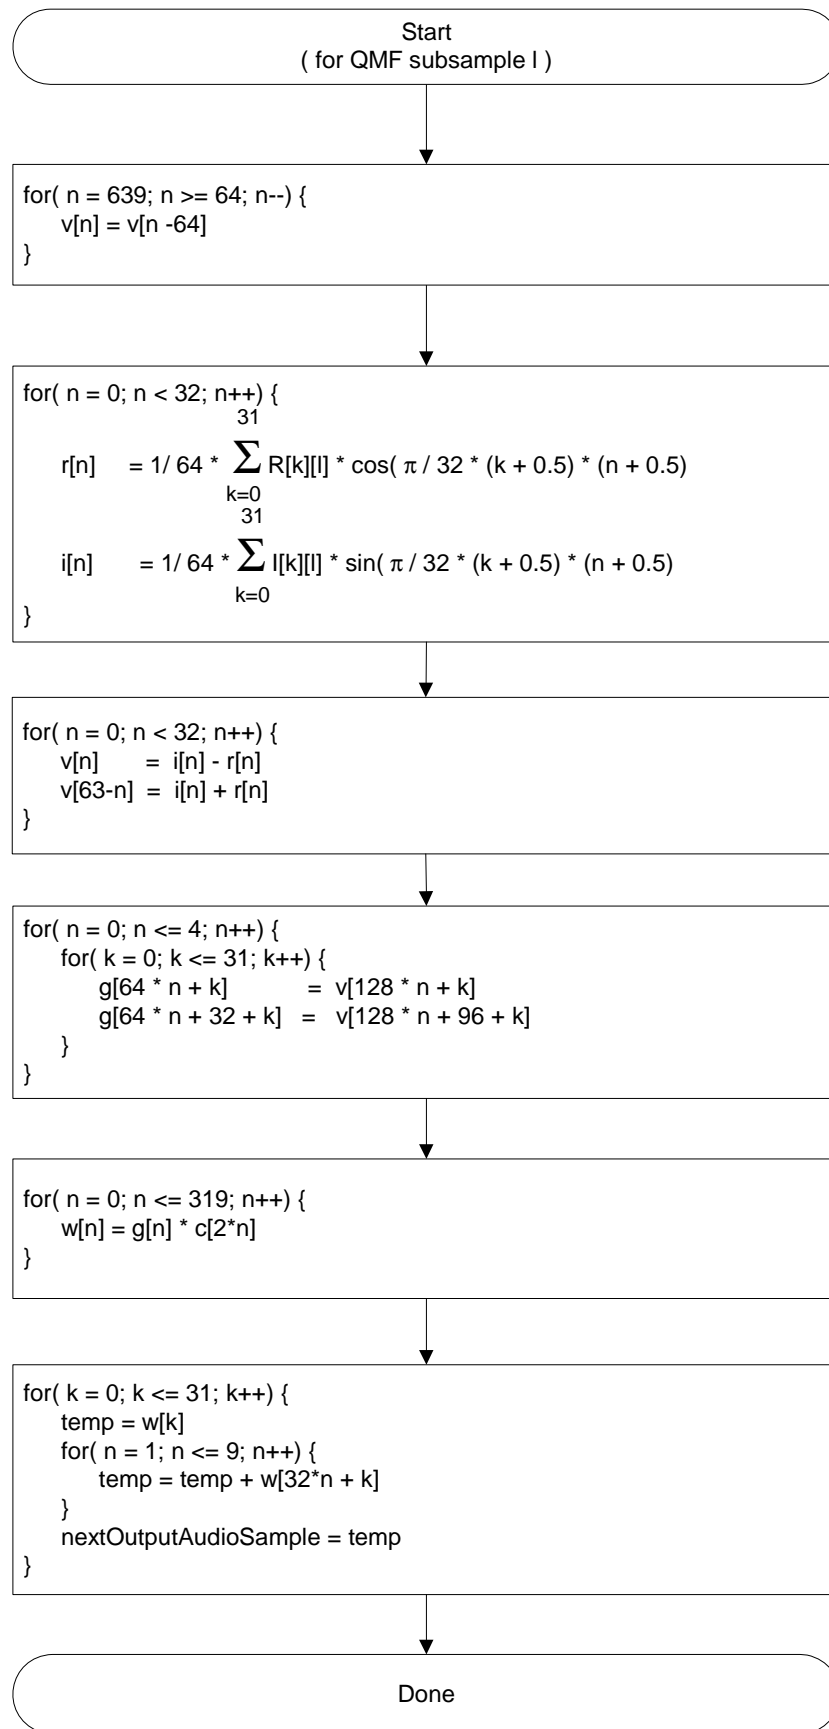 Start
( for QMF subsample l )
for( n = 639; n >= 64; n--) {
v[n] = v[n -64]
}
for( n = 0; n < 32; n++) {
31
r[n] = 1/ 64 * Σ R[k][l] * cos( π / 32 * (k + 0.5) * (n + 0.5)
k=0
31
i[n] = 1/ 64 * Σ I[k][l] * sin( π / 32 * (k + 0.5) * (n + 0.5)
k=0
}
for( n = 0; n < 32; n++) {
v[n] = i[n] - r[n]
v[63-n] = i[n] + r[n]
}
for( n = 0; n <= 4; n++) {
for( k = 0; k <= 31; k++) {
g[64 * n + k] = v[128 * n + k]
g[64 * n + 32 + k] = v[128 * n + 96 + k]
}
}
for( n = 0; n <= 319; n++) {
w[n] = g[n] * c[2*n]
}
for( k = 0; k <= 31; k++) {
temp = w[k]
for( n = 1; n <= 9; n++) {
temp = temp + w[32*n + k]
}
nextOutputAudioSample = temp
}
Done